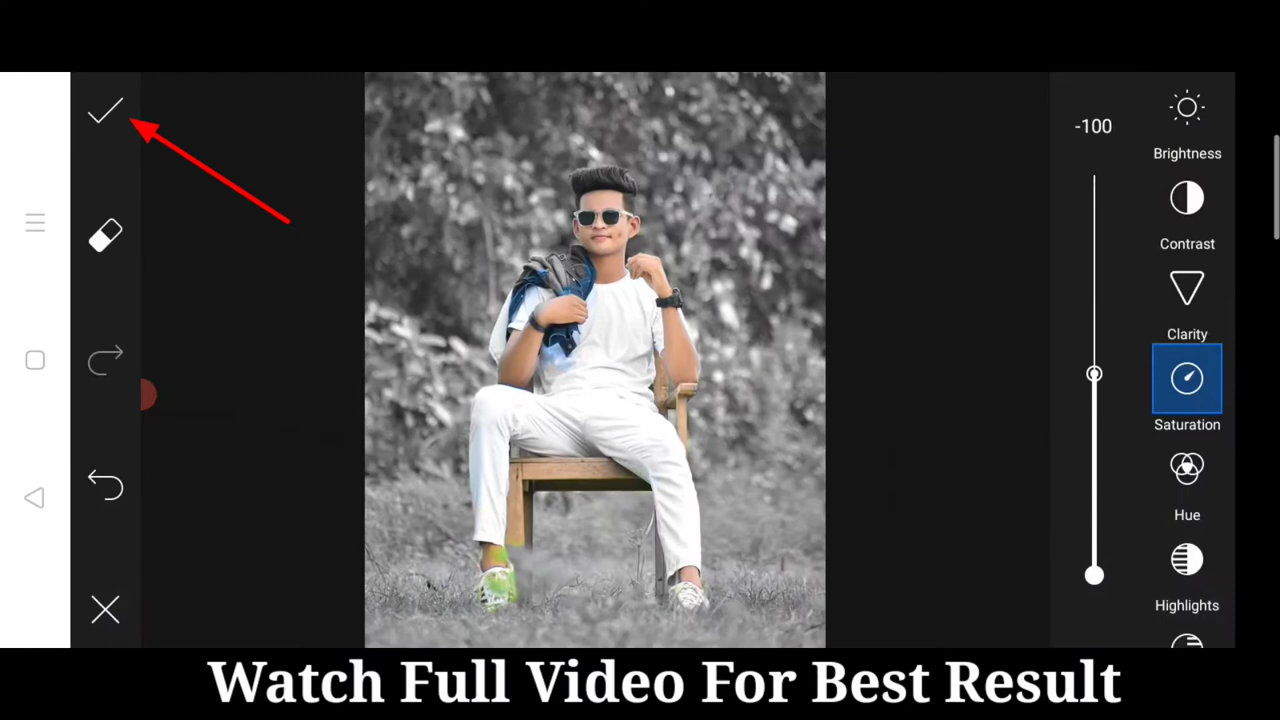 -100
Brightness
Contrast
Clarity
Saturation
Hue
Highlights
Watch Full Video For Best Result